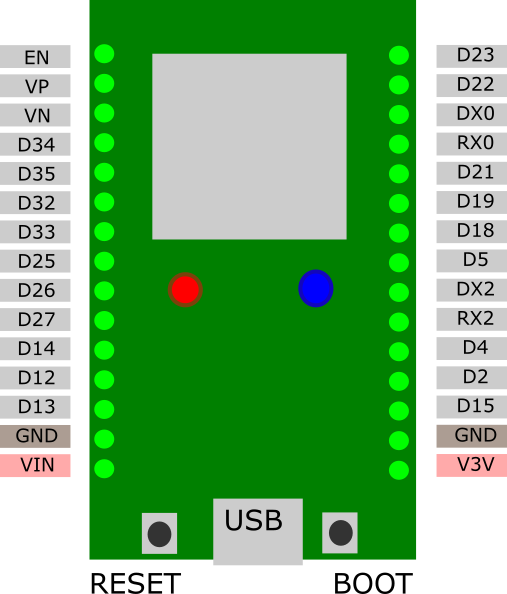 EN
VP
VN
D34
D35
D32
D33
D25
D26
D27
D14
D12
D13
GND
VIN
D23
D22
DX0
RX0
D21
D19
D18
D5
DX2
RX2
D4
D2
D15
GND
V3V
USB
RESET
BOOT